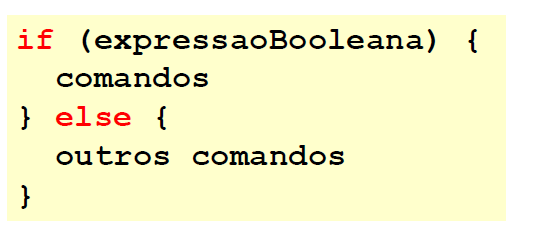 if (expressaoBooleana) {
  comandos
} else {
  outros comandos
}